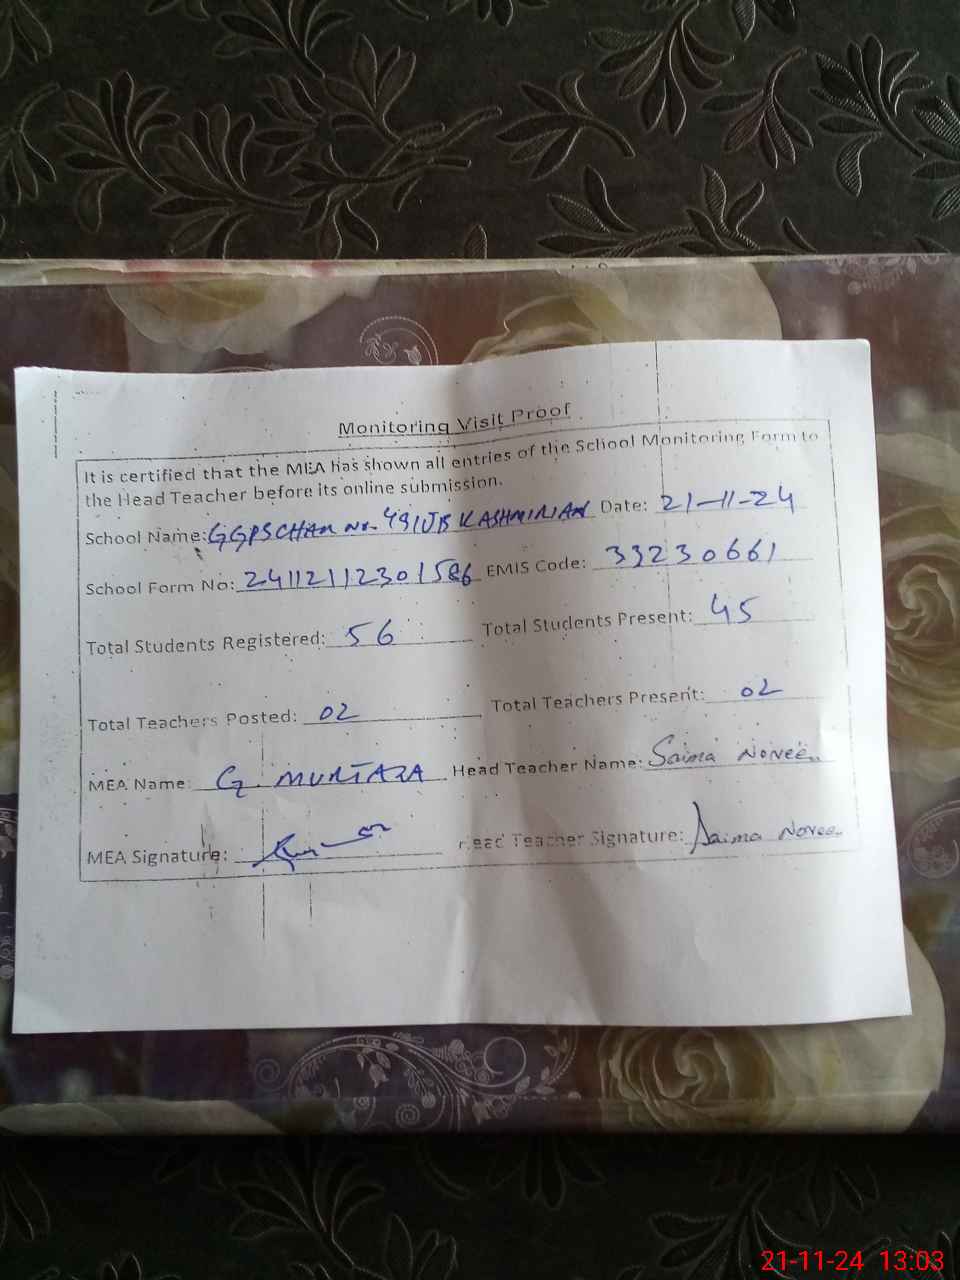 Monitoring Visit Proof
It is certified that the MEA has shown all entries of the School Monitoring Form to
the Head Teacher before its online submission.
School Name: GGPS CHAK No. 491JB KASHMIRIAN Date: 21-11-24
School Form No: 24112112301586 EMIS Code: 33230661
Total Students Registered: 56 Total Students Present: 45
Total Teachers Posted: 02 Total Teachers Present: 02
MEA Name: G. MURTAZA Head Teacher Name: Saima Noreen
MEA Signature: Head Teacher Signature: Saima Noreen
21-11-24 13:03